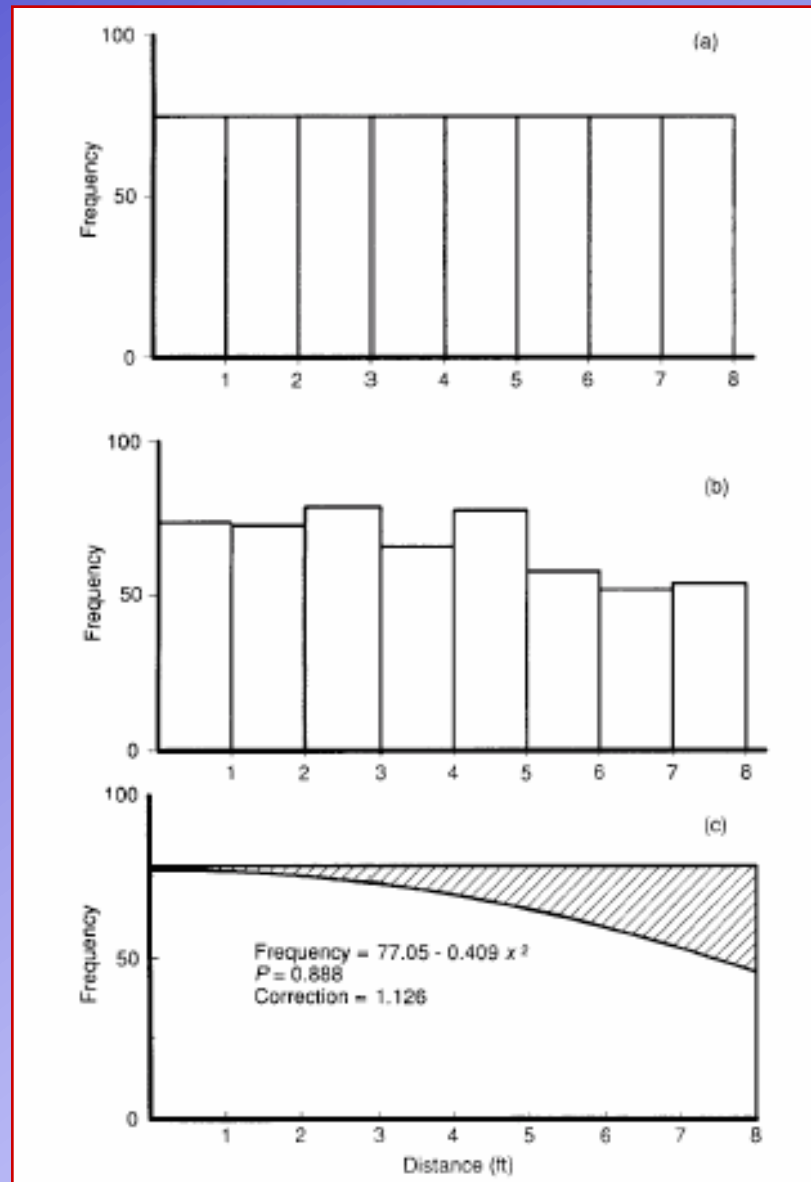 (a)
100
50
0
Frequency
1 2 3 4 5 6 7 8
(b)
100
50
0
Frequency
1 2 3 4 5 6 7 8
(c)
100
50
0
Frequency
Frequency = 77.05 - 0.409 x²
P = 0.888
Correction = 1.126
1 2 3 4 5 6 7 8
Distance (ft)